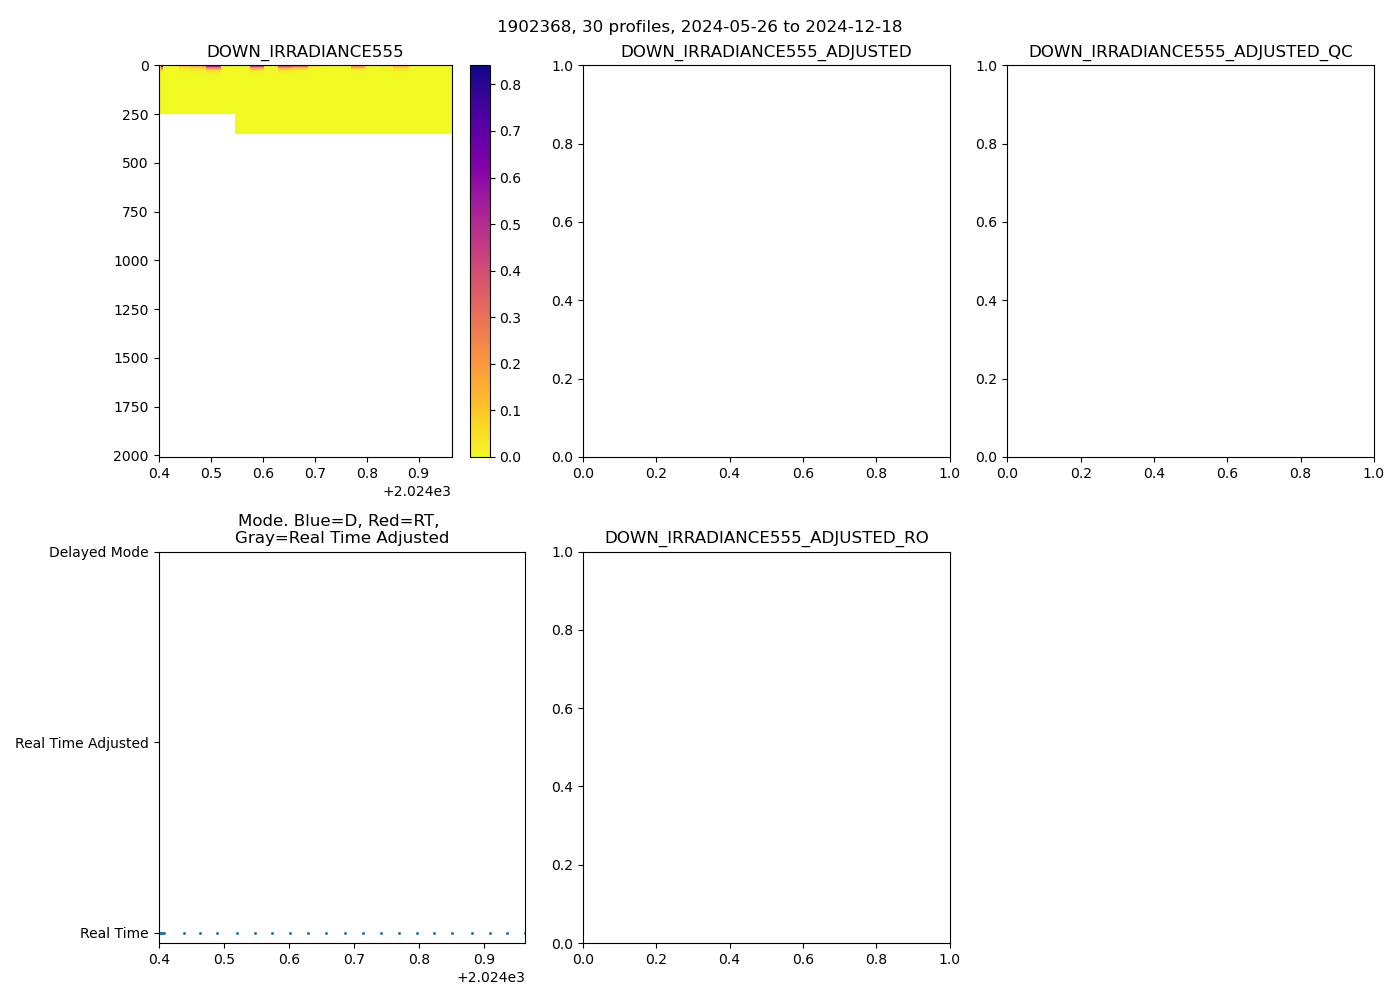 1902368, 30 profiles, 2024-05-26 to 2024-12-18
DOWN_IRRADIANCE555
0
250
500
750
1000
1250
1500
1750
2000
0.4 0.5 0.6 0.7 0.8 0.9
+2.024e3
0.8
0.7
0.6
0.5
0.4
0.3
0.2
0.1
0.0
DOWN_IRRADIANCE555_ADJUSTED
1.0
0.8
0.6
0.4
0.2
0.0
0.0 0.2 0.4 0.6 0.8 1.0
DOWN_IRRADIANCE555_ADJUSTED_QC
1.0
0.8
0.6
0.4
0.2
0.0
0.0 0.2 0.4 0.6 0.8 1.0
Mode. Blue=D, Red=RT,
Gray=Real Time Adjusted
Delayed Mode
Real Time Adjusted
Real Time
0.4 0.5 0.6 0.7 0.8 0.9
+2.024e3
DOWN_IRRADIANCE555_ADJUSTED_RO
1.0
0.8
0.6
0.4
0.2
0.0
0.0 0.2 0.4 0.6 0.8 1.0